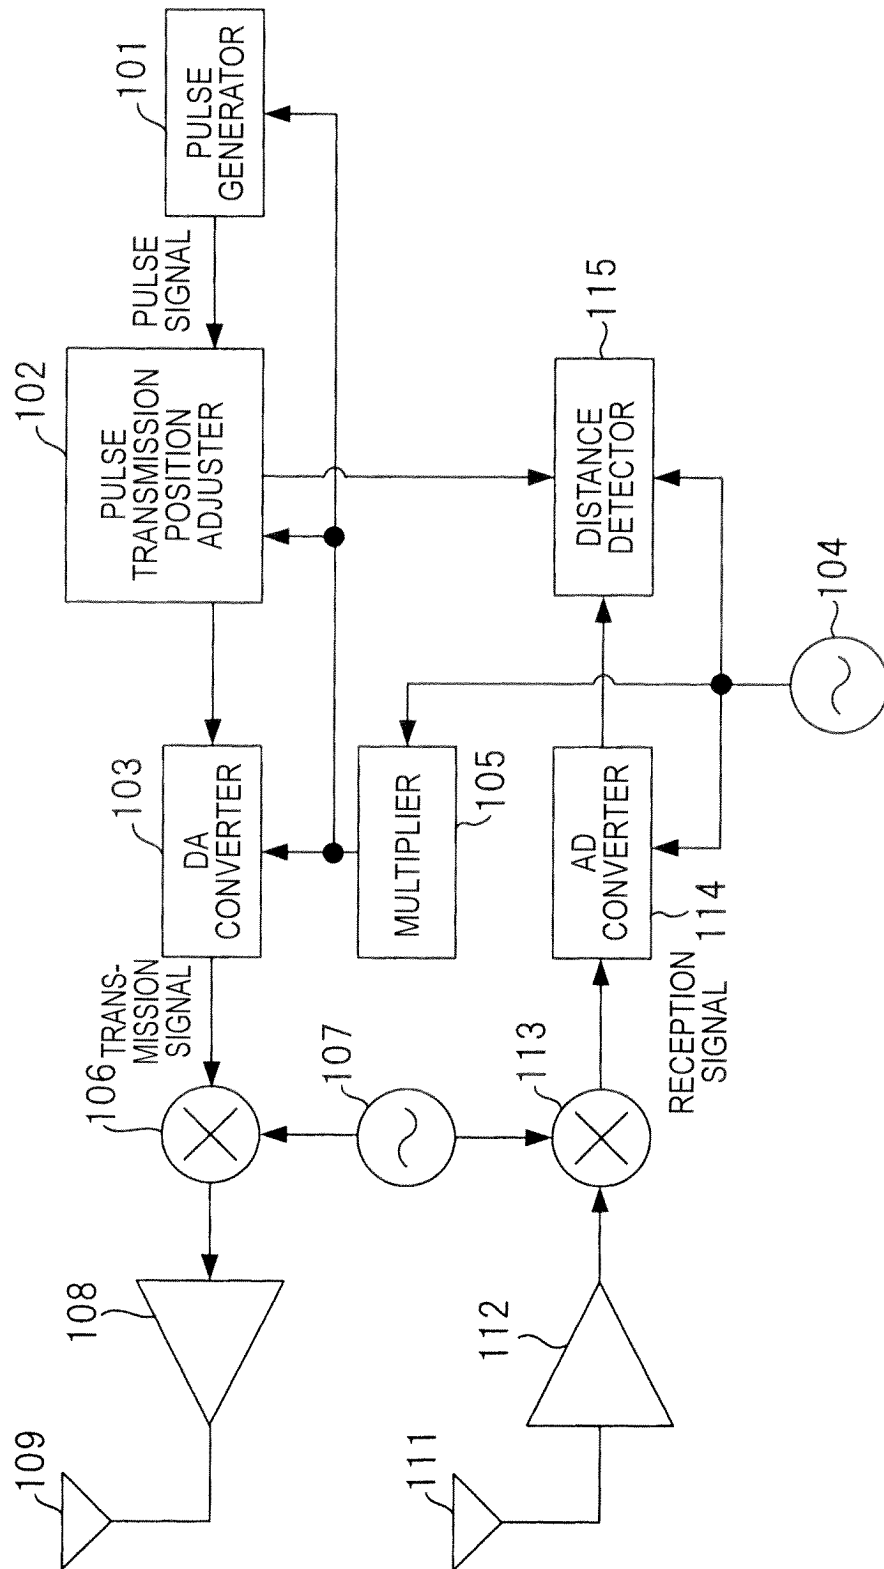 109
108
106
TRANS-
MISSION
SIGNAL
103
DA
CONVERTER
102
PULSE
TRANSMISSION
POSITION
ADJUSTER
PULSE
SIGNAL
101
PULSE
GENERATOR
107
MULTIPLIER
105
111
112
113
RECEPTION
SIGNAL
AD
CONVERTER
114
DISTANCE
DETECTOR
115
104